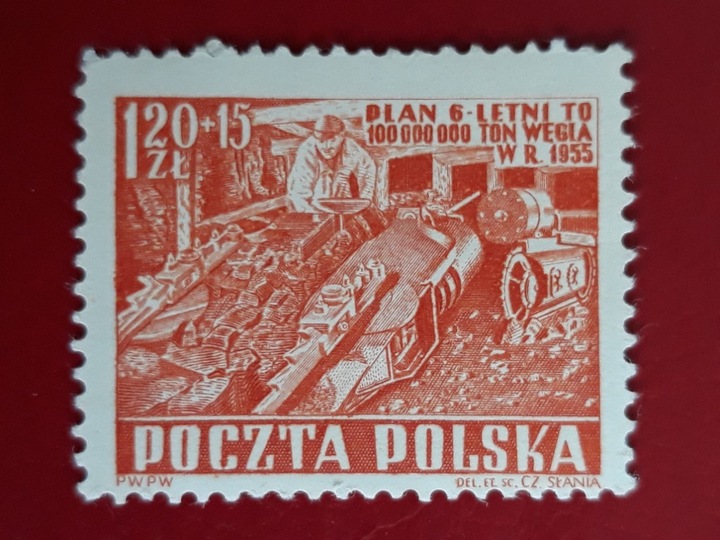 1.20 + 15
ZŁ
PLAN 6-LETNI TO
100 000 000 TON WĘGLA
W R. 1955
POCZTA POLSKA
PWPW
DEL. ET. SC. CZ. SŁANIA